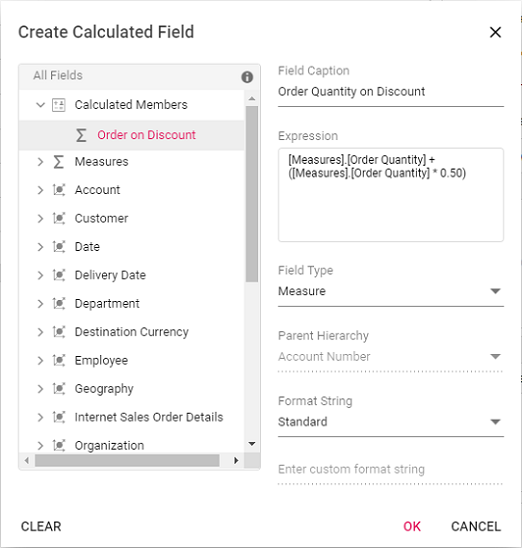 Create Calculated Field
All Fields
Calculated Members
Order on Discount
Measures
Account
Customer
Date
Delivery Date
Department
Destination Currency
Employee
Geography
Internet Sales Order Details
Organization
Field Caption
Order Quantity on Discount
Expression
[Measures].[Order Quantity] +
([Measures].[Order Quantity] * 0.50)
Field Type
Measure
Parent Hierarchy
Account Number
Format String
Standard
Enter custom format string
CLEAR
OK
CANCEL